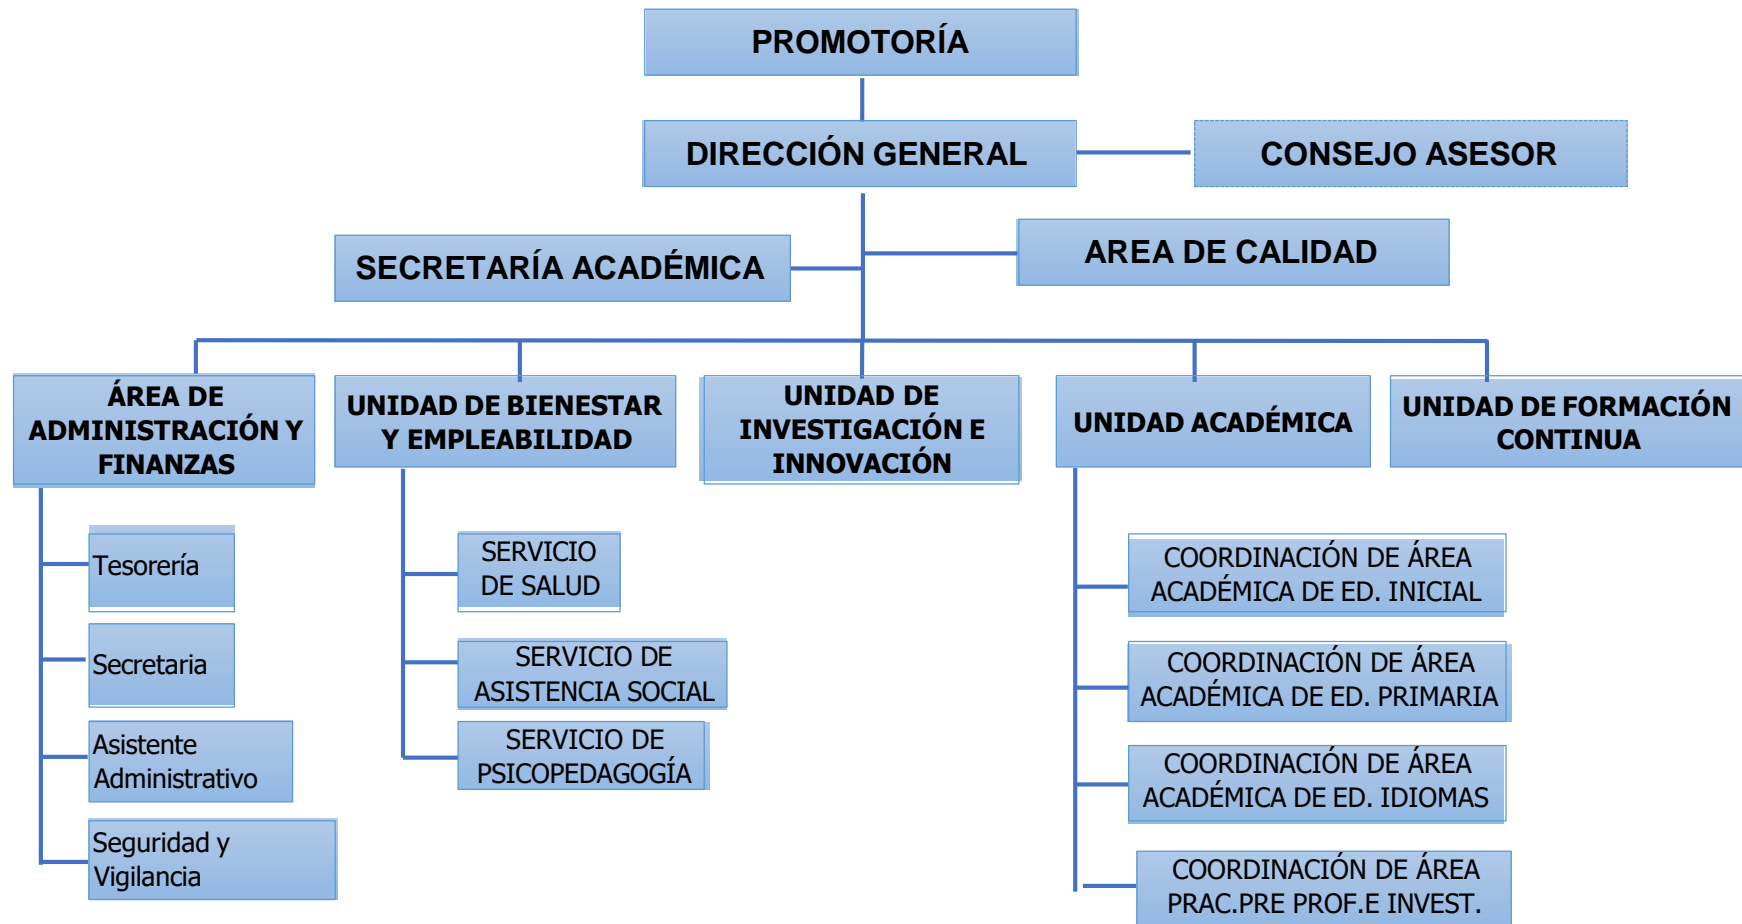 PROMOTORÍA
DIRECCIÓN GENERAL
CONSEJO ASESOR
SECRETARÍA ACADÉMICA
AREA DE CALIDAD
ÁREA DE
ADMINISTRACIÓN Y
FINANZAS
UNIDAD DE BIENESTAR
Y EMPLEABILIDAD
UNIDAD DE
INVESTIGACIÓN E
INNOVACIÓN
UNIDAD ACADÉMICA
UNIDAD DE FORMACIÓN
CONTINUA
Tesorería
Secretaria
Asistente
Administrativo
Seguridad y
Vigilancia
SERVICIO
DE SALUD
SERVICIO DE
ASISTENCIA SOCIAL
SERVICIO DE
PSICOPEDAGOGÍA
COORDINACIÓN DE ÁREA
ACADÉMICA DE ED. INICIAL
COORDINACIÓN DE ÁREA
ACADÉMICA DE ED. PRIMARIA
COORDINACIÓN DE ÁREA
ACADÉMICA DE ED. IDIOMAS
COORDINACIÓN DE ÁREA
PRAC.PRE PROF.E INVEST.